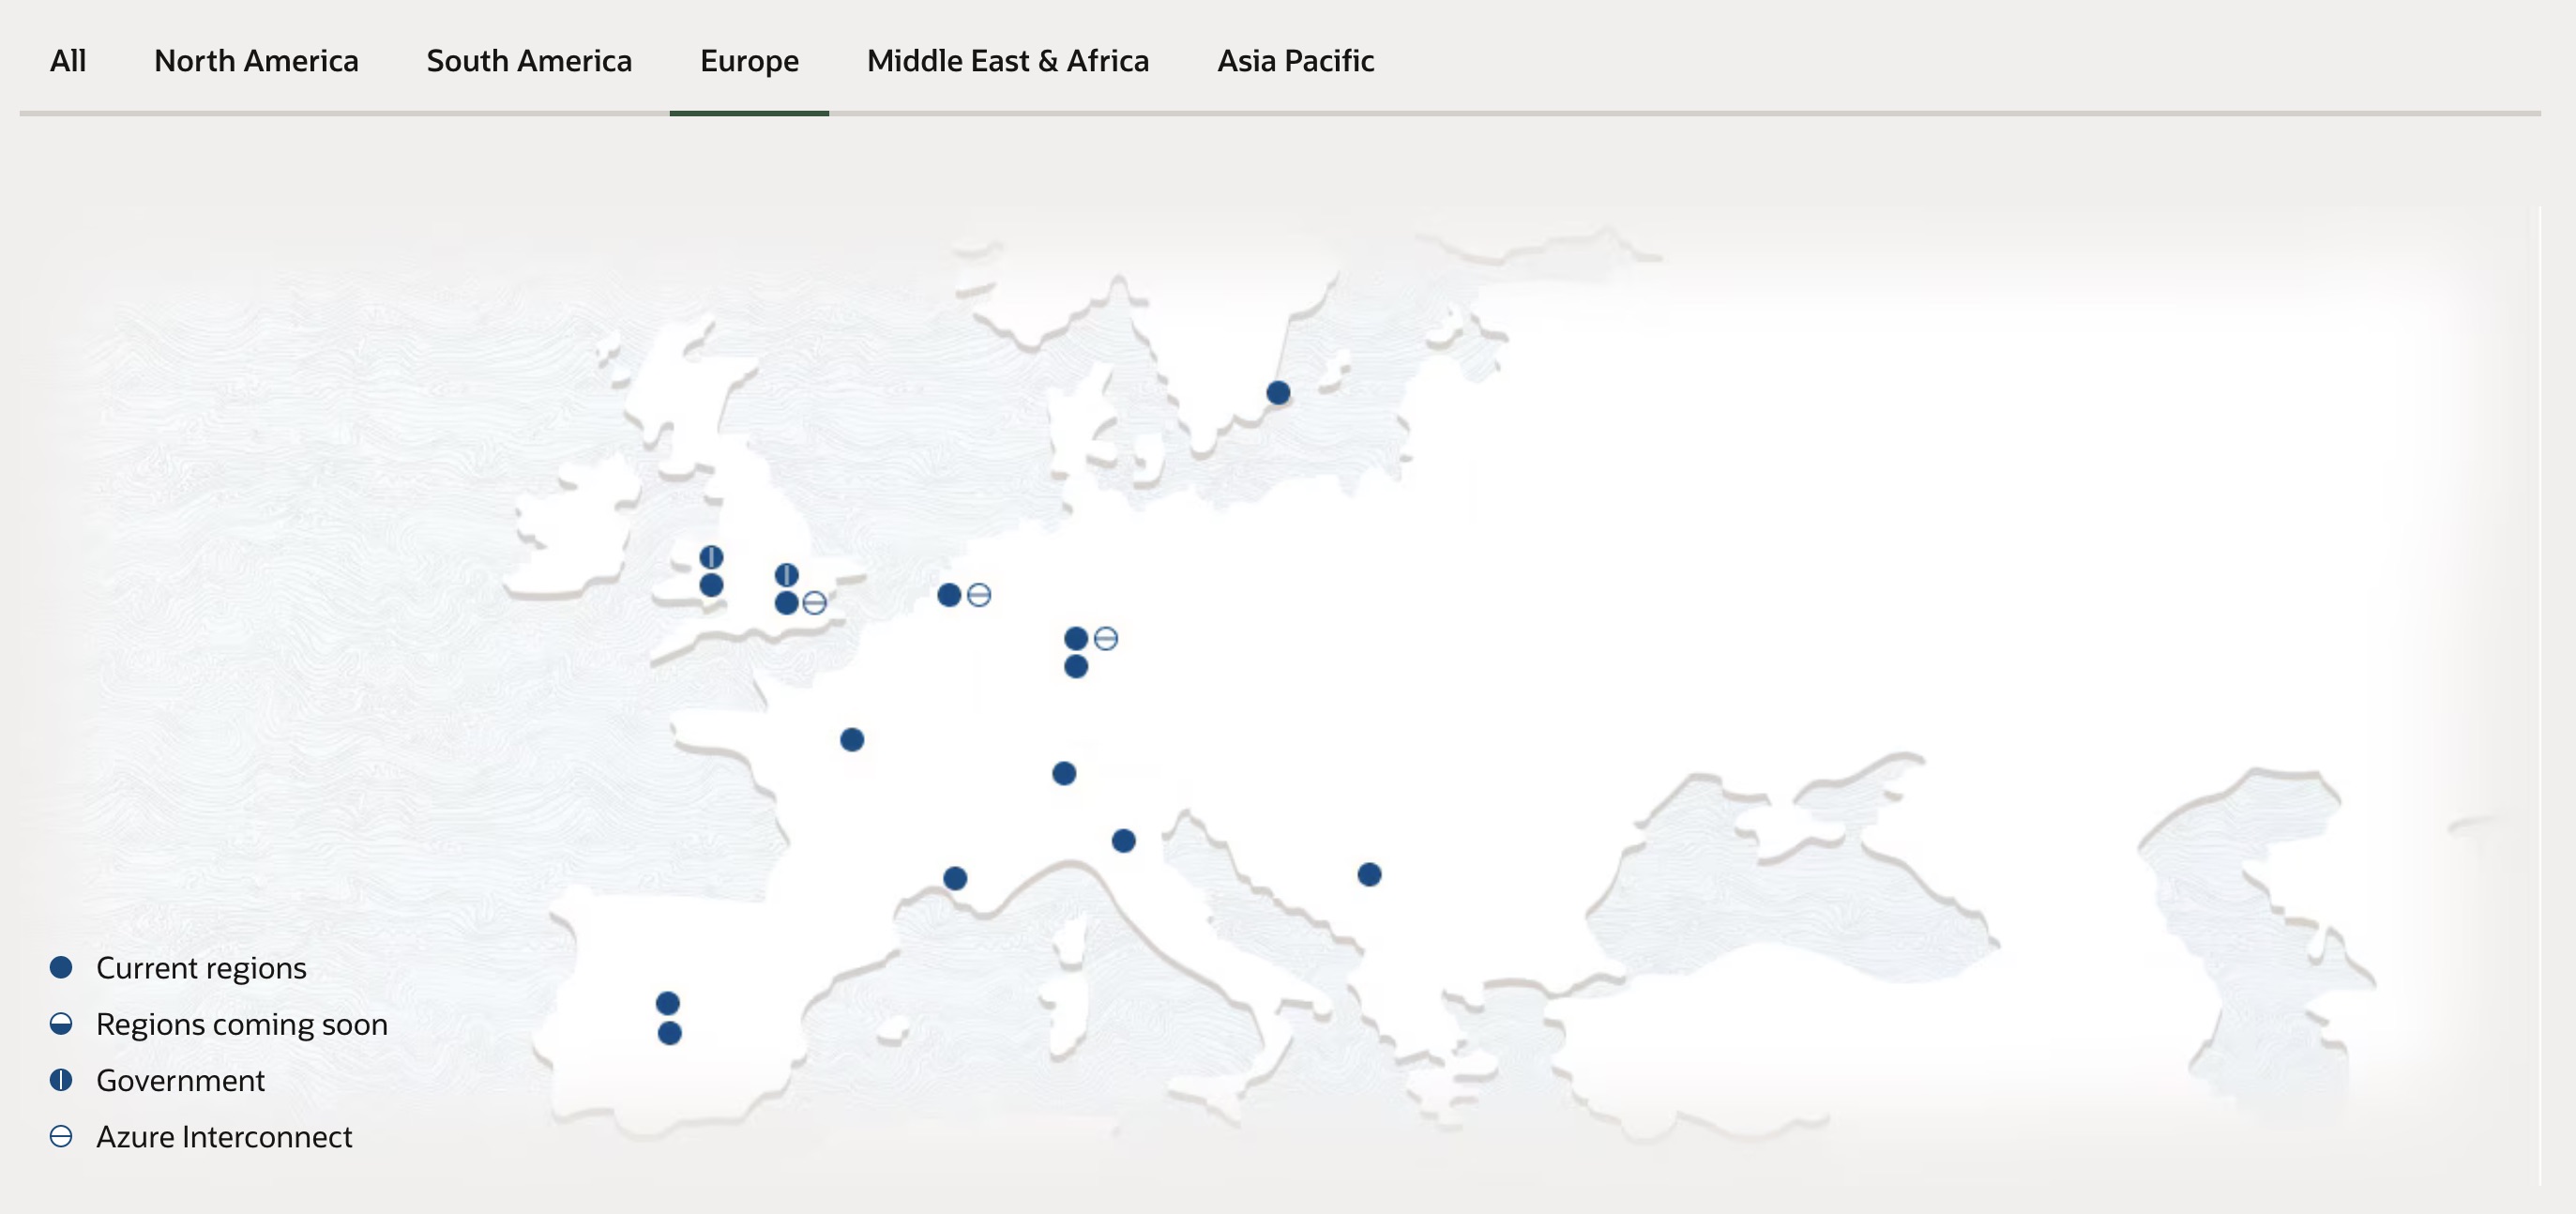 All North America South America Europe Middle East & Africa Asia Pacific
Current regions
Regions coming soon
Government
Azure Interconnect